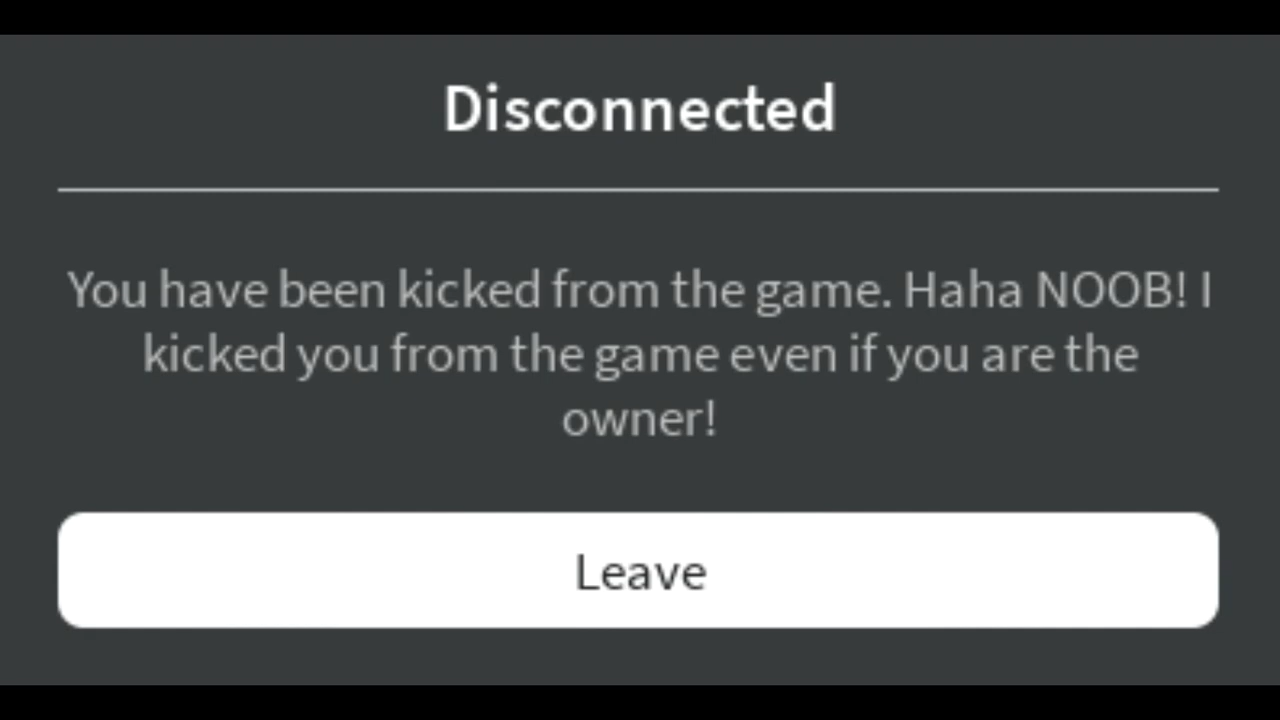 Disconnected
You have been kicked from the game. Haha NOOB! I
kicked you from the game even if you are the
owner!
Leave